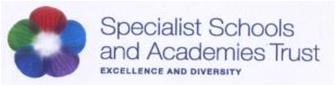 Specialist Schools
and Academies Trust
EXCELLENCE AND DIVERSITY